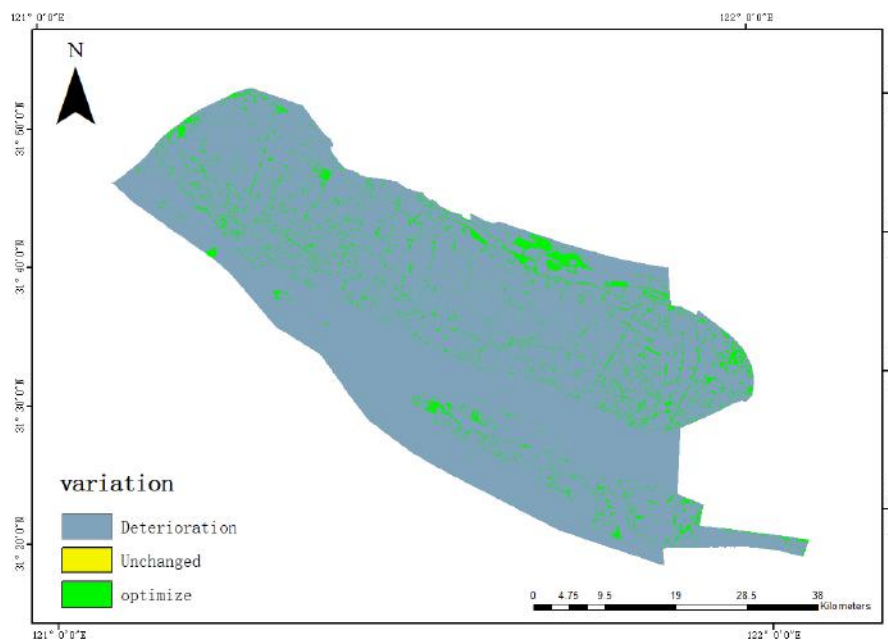 121° 0'0"E
122° 0'0"E
N
31° 50'0"N
31° 40'0"N
31° 30'0"N
31° 20'0"N
variation
Deterioration
Unchanged
optimize
0 4.75 9.5 19 28.5 38
Kilometers
121° 0'0"E
122° 0'0"E